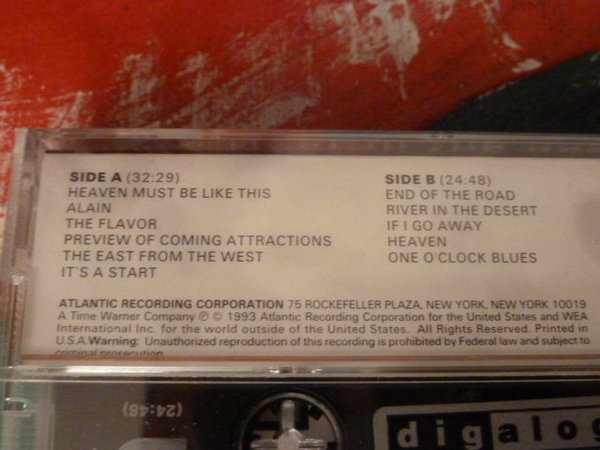 SIDE A (32:29)
HEAVEN MUST BE LIKE THIS
ALAIN
THE FLAVOR
PREVIEW OF COMING ATTRACTIONS
THE EAST FROM THE WEST
IT'S A START
SIDE B (24:48)
END OF THE ROAD
RIVER IN THE DESERT
IF I GO AWAY
HEAVEN
ONE O'CLOCK BLUES
ATLANTIC RECORDING CORPORATION 75 ROCKEFELLER PLAZA, NEW YORK, NEW YORK 10019
A Time Warner Company ℗ © 1993 Atlantic Recording Corporation for the United States and WEA
International Inc. for the world outside of the United States. All Rights Reserved. Printed in
U.S.A. Warning: Unauthorized reproduction of this recording is prohibited by Federal law and subject to
criminal prosecution
(24:48)
digalog